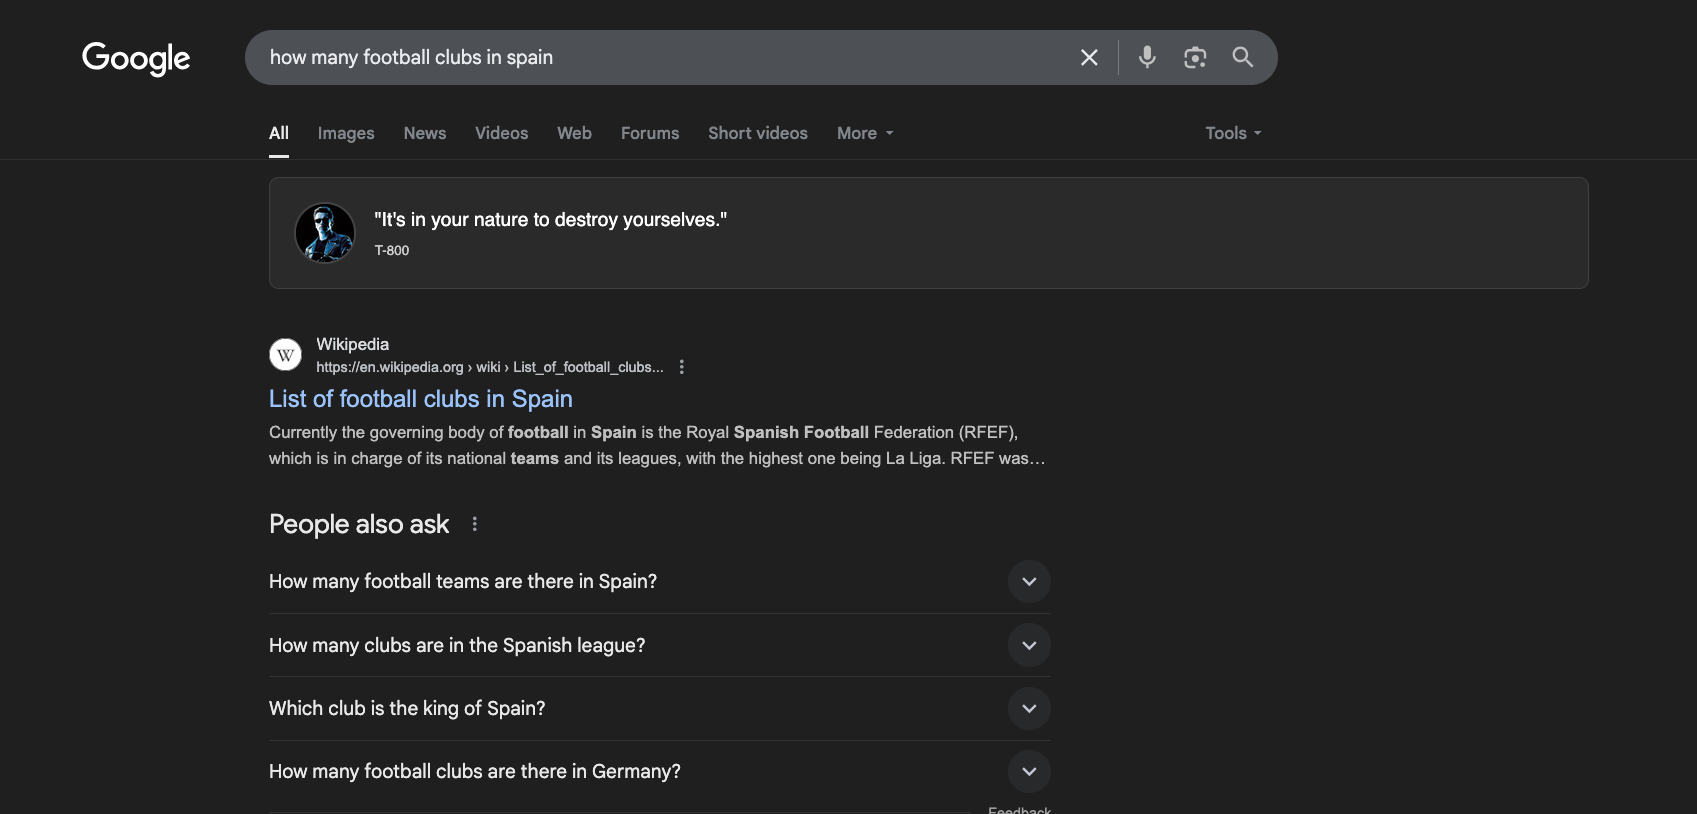 Google
how many football clubs in spain
All Images News Videos Web Forums Short videos More Tools
"It's in your nature to destroy yourselves."
T-800
W
Wikipedia
https://en.wikipedia.org › wiki › List_of_football_clubs...
List of football clubs in Spain
Currently the governing body of football in Spain is the Royal Spanish Football Federation (RFEF),
which is in charge of its national teams and its leagues, with the highest one being La Liga. RFEF was...
People also ask
How many football teams are there in Spain?
How many clubs are in the Spanish league?
Which club is the king of Spain?
How many football clubs are there in Germany?
Feedback